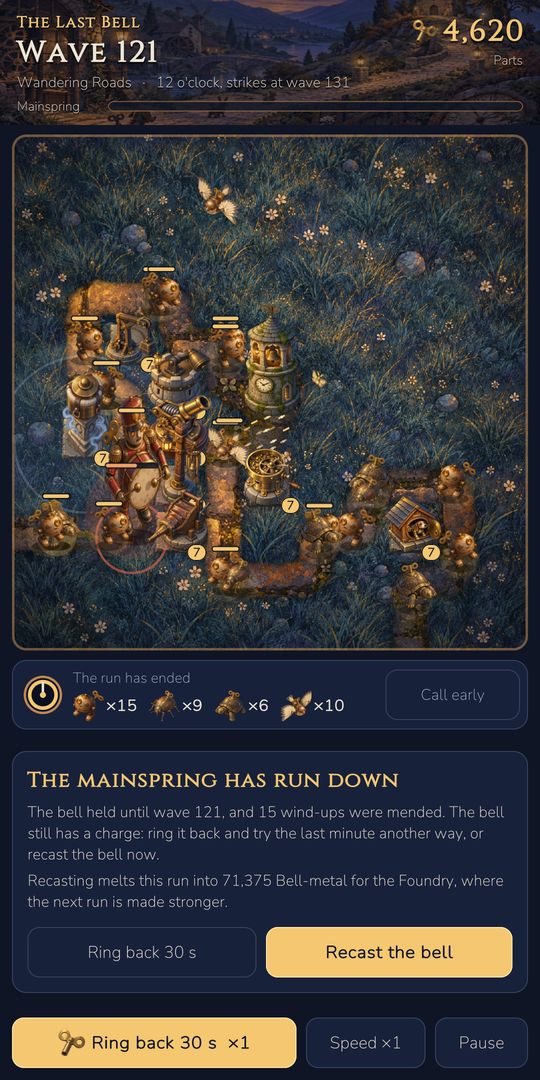 The Last Bell
Wave 121
4,620
Parts
Wandering Roads · 12 o'clock, strikes at wave 131
Mainspring
7
7
7
7
7
The run has ended
×15 ×9 ×6 ×10
Call early
The mainspring has run down
The bell held until wave 121, and 15 wind-ups were mended. The bell
still has a charge: ring it back and try the last minute another way, or
recast the bell now.
Recasting melts this run into 71,375 Bell-metal for the Foundry, where
the next run is made stronger.
Ring back 30 s
Recast the bell
Ring back 30 s ×1
Speed ×1
Pause